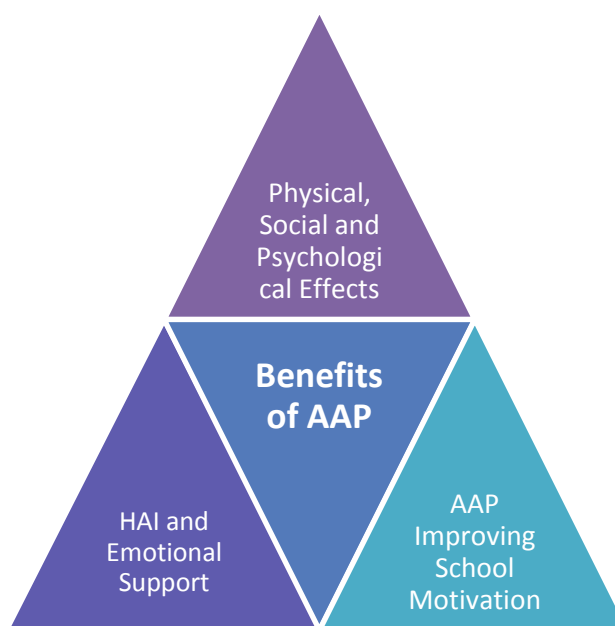 Physical,
Social and
Psychologi
cal Effects
Benefits
of AAP
HAI and
Emotional
Support
AAP
Improving
School
Motivation